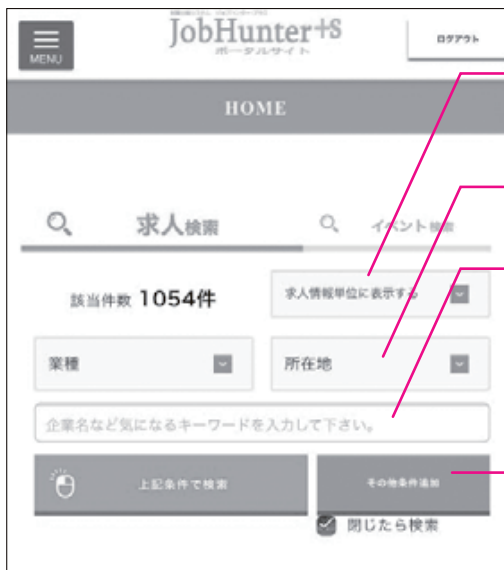 JobHunter+S
ポータルサイト
ログアウト
MENU
HOME
求人検索
イベント検索
該当件数 1054件
求人情報単位に表示する
業種
所在地
企業名など気になるキーワードを入力して下さい。
上記条件で検索
その他条件追加
閉じたら検索